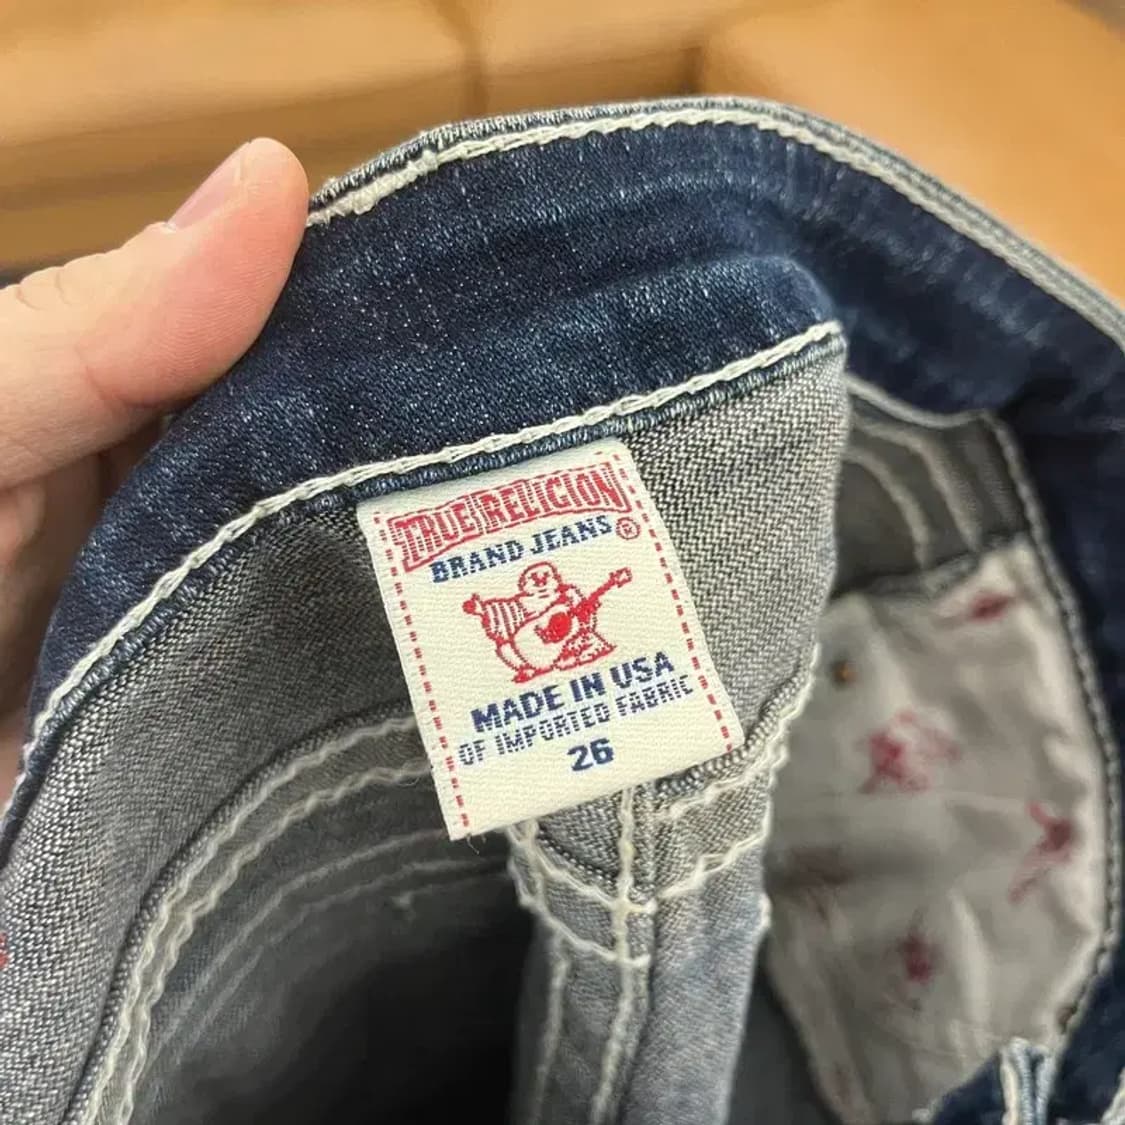 TRUE RELIGION
BRAND JEANS ®
MADE IN USA
OF IMPORTED FABRIC
26